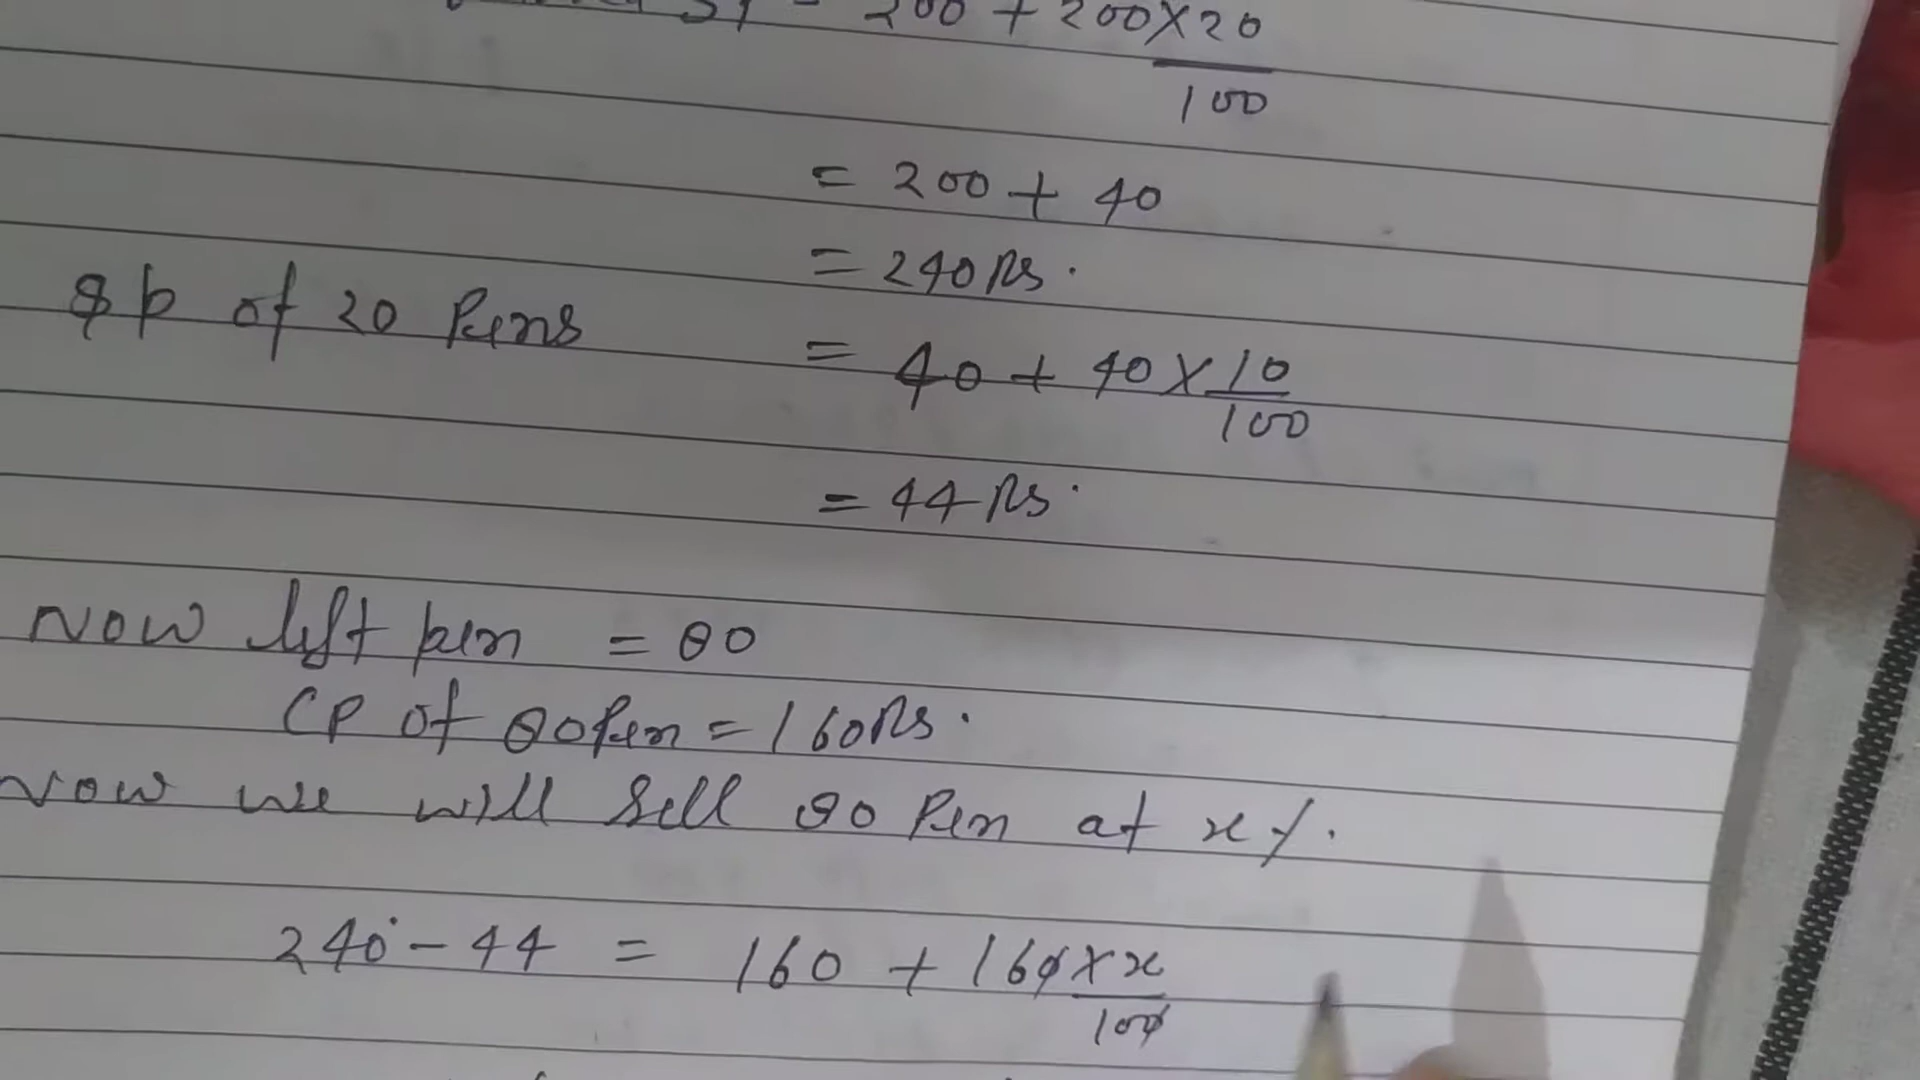 = 200 + 200 × 20 / 100
= 200 + 40
= 240 Rs.
SP of 20 Pens = 40 + 40 × 10 / 100
= 44 Rs.
Now left pen = 80
CP of 80 Pen = 160 Rs.
Now we will sell 80 Pen at x %.
240 - 44 = 160 + 160 × x / 100